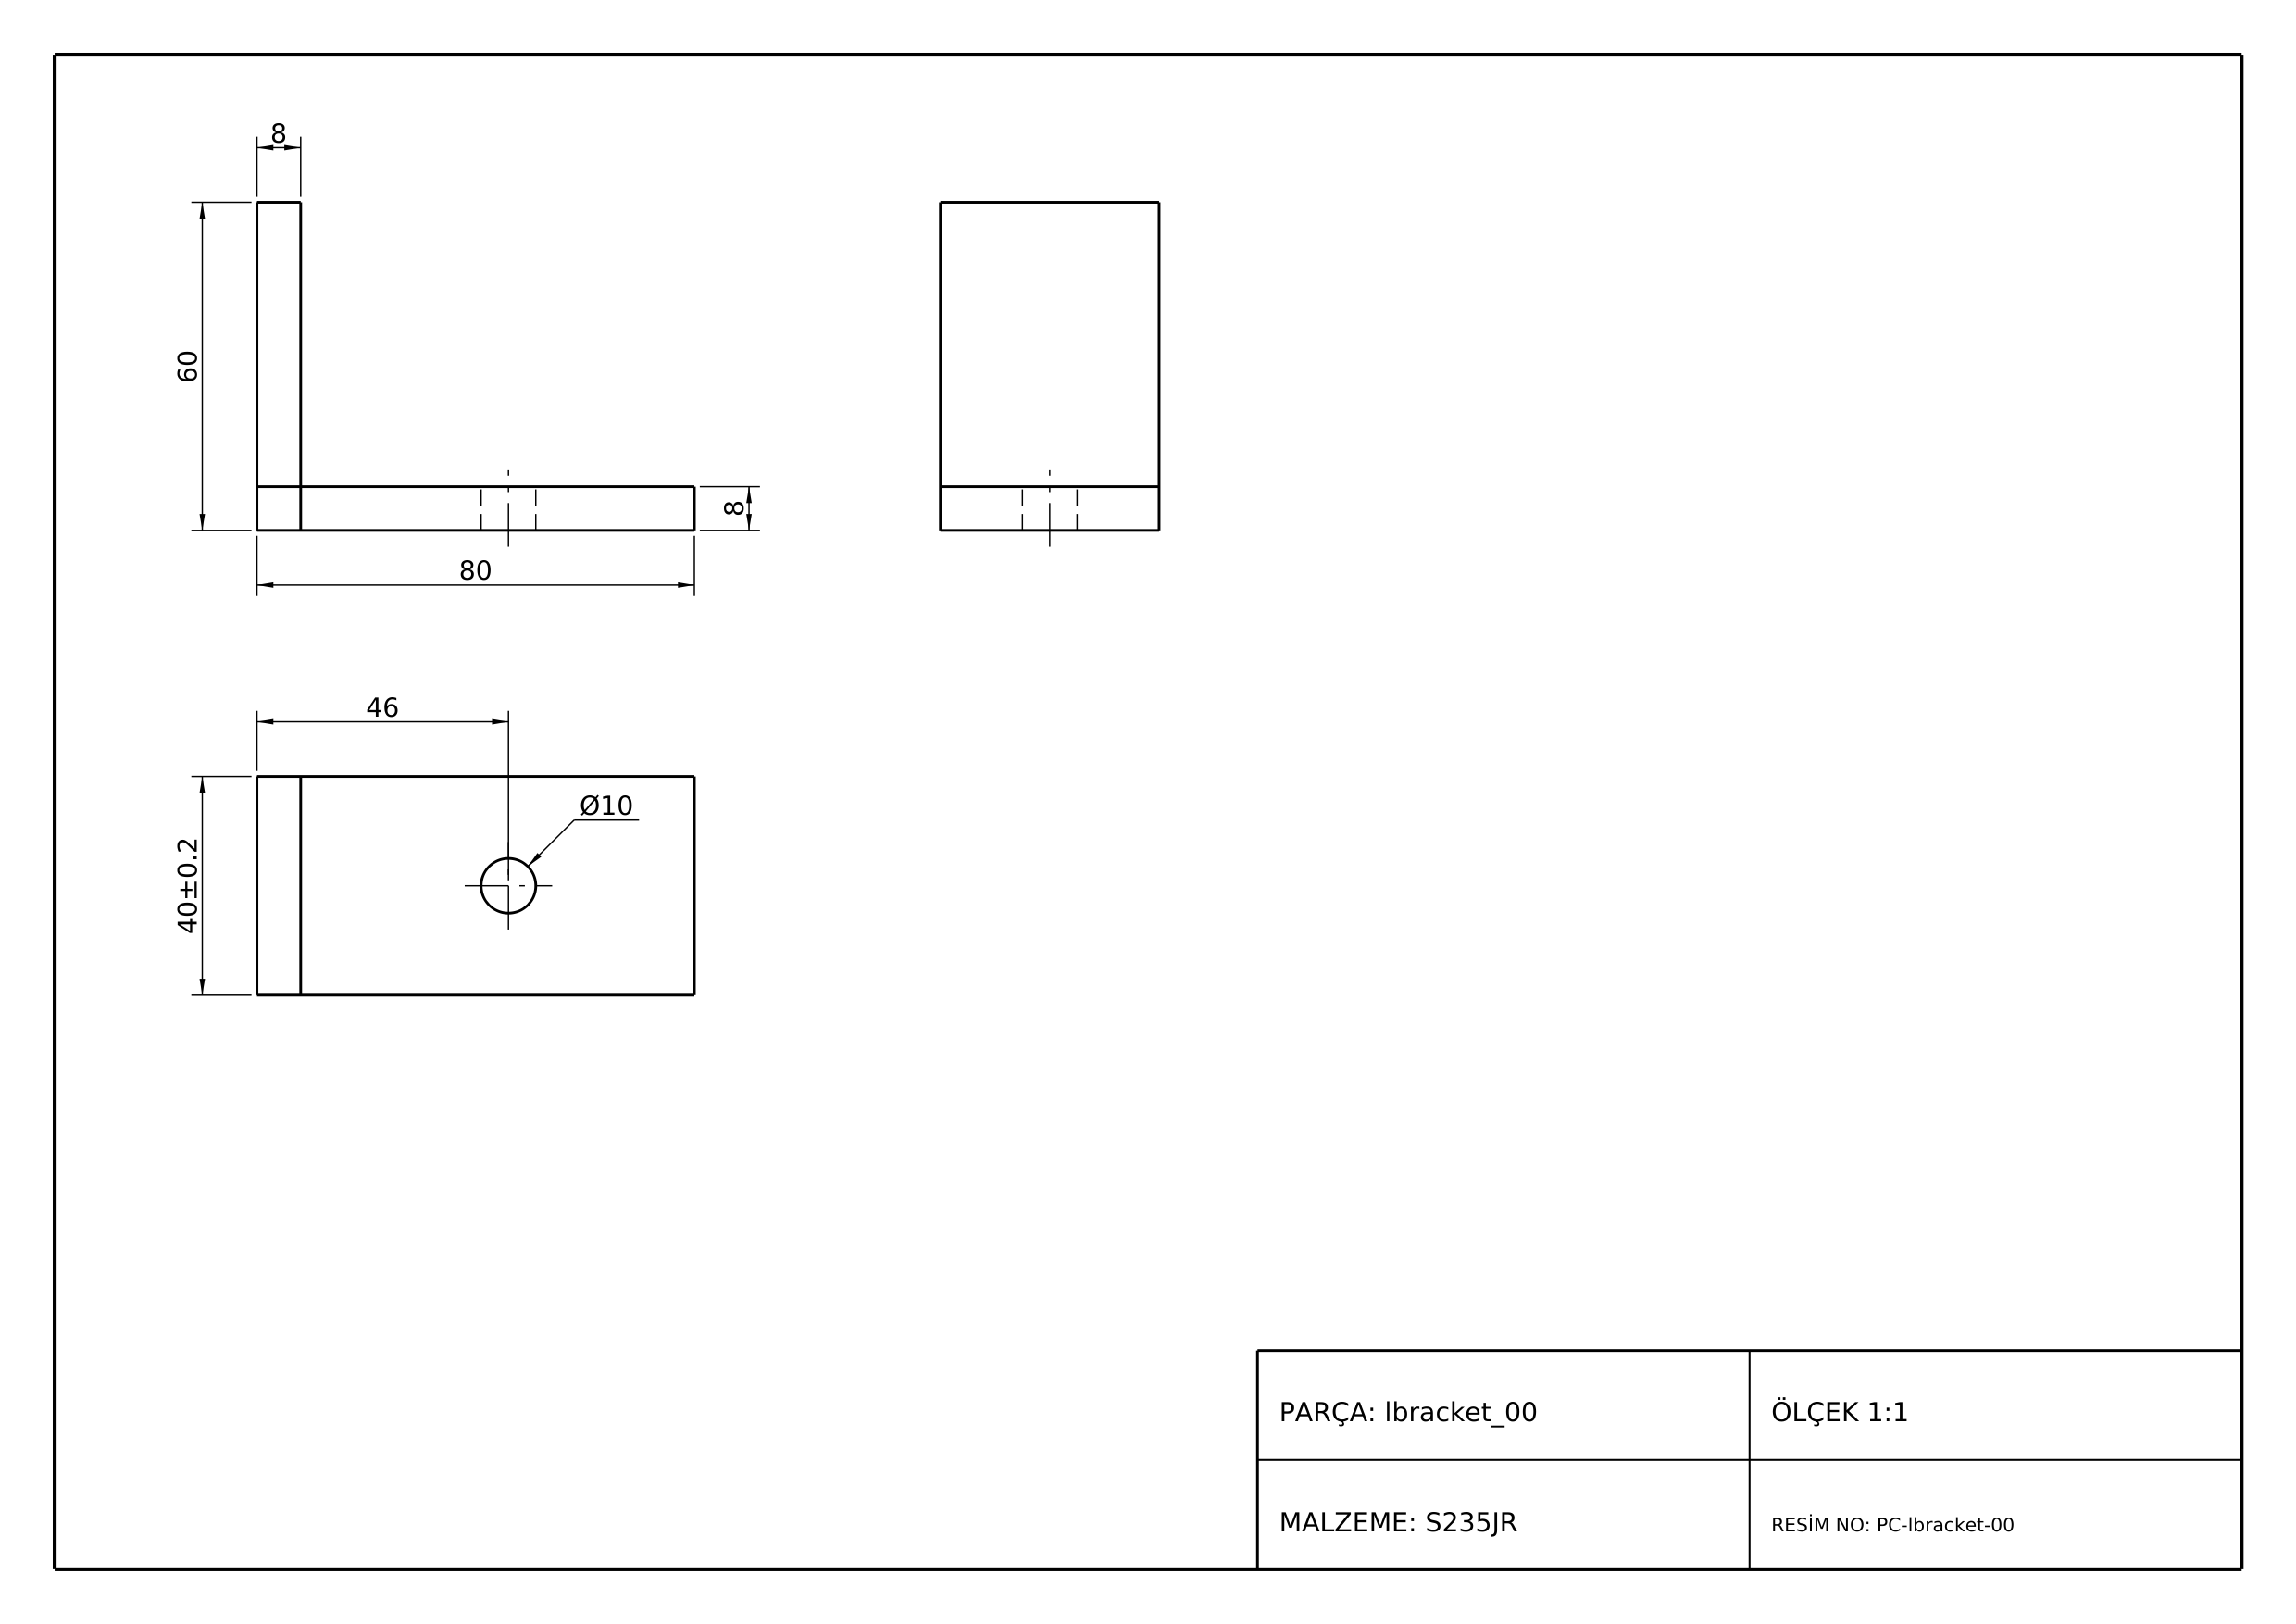 8
60
8
80
46
Ø10
40±0.2
PARÇA: lbracket_00
ÖLÇEK 1:1
MALZEME: S235JR
RESİM NO: PC-lbracket-00